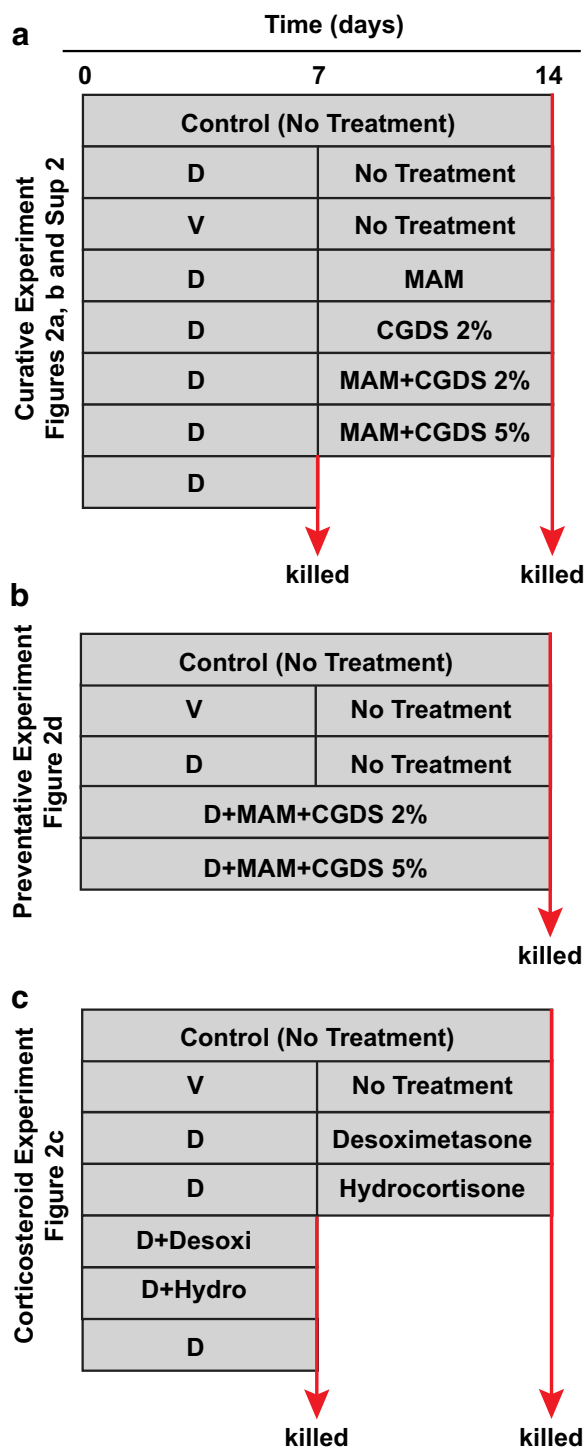 a
Time (days)
0 7 14
Curative Experiment
Figures 2a, b and Sup 2
Control (No Treatment)
D No Treatment
V No Treatment
D MAM
D CGDS 2%
D MAM+CGDS 2%
D MAM+CGDS 5%
D
killed killed
b
Preventative Experiment
Figure 2d
Control (No Treatment)
V No Treatment
D No Treatment
D+MAM+CGDS 2%
D+MAM+CGDS 5%
killed
c
Corticosteroid Experiment
Figure 2c
Control (No Treatment)
V No Treatment
D Desoximetasone
D Hydrocortisone
D+Desoxi
D+Hydro
D
killed killed